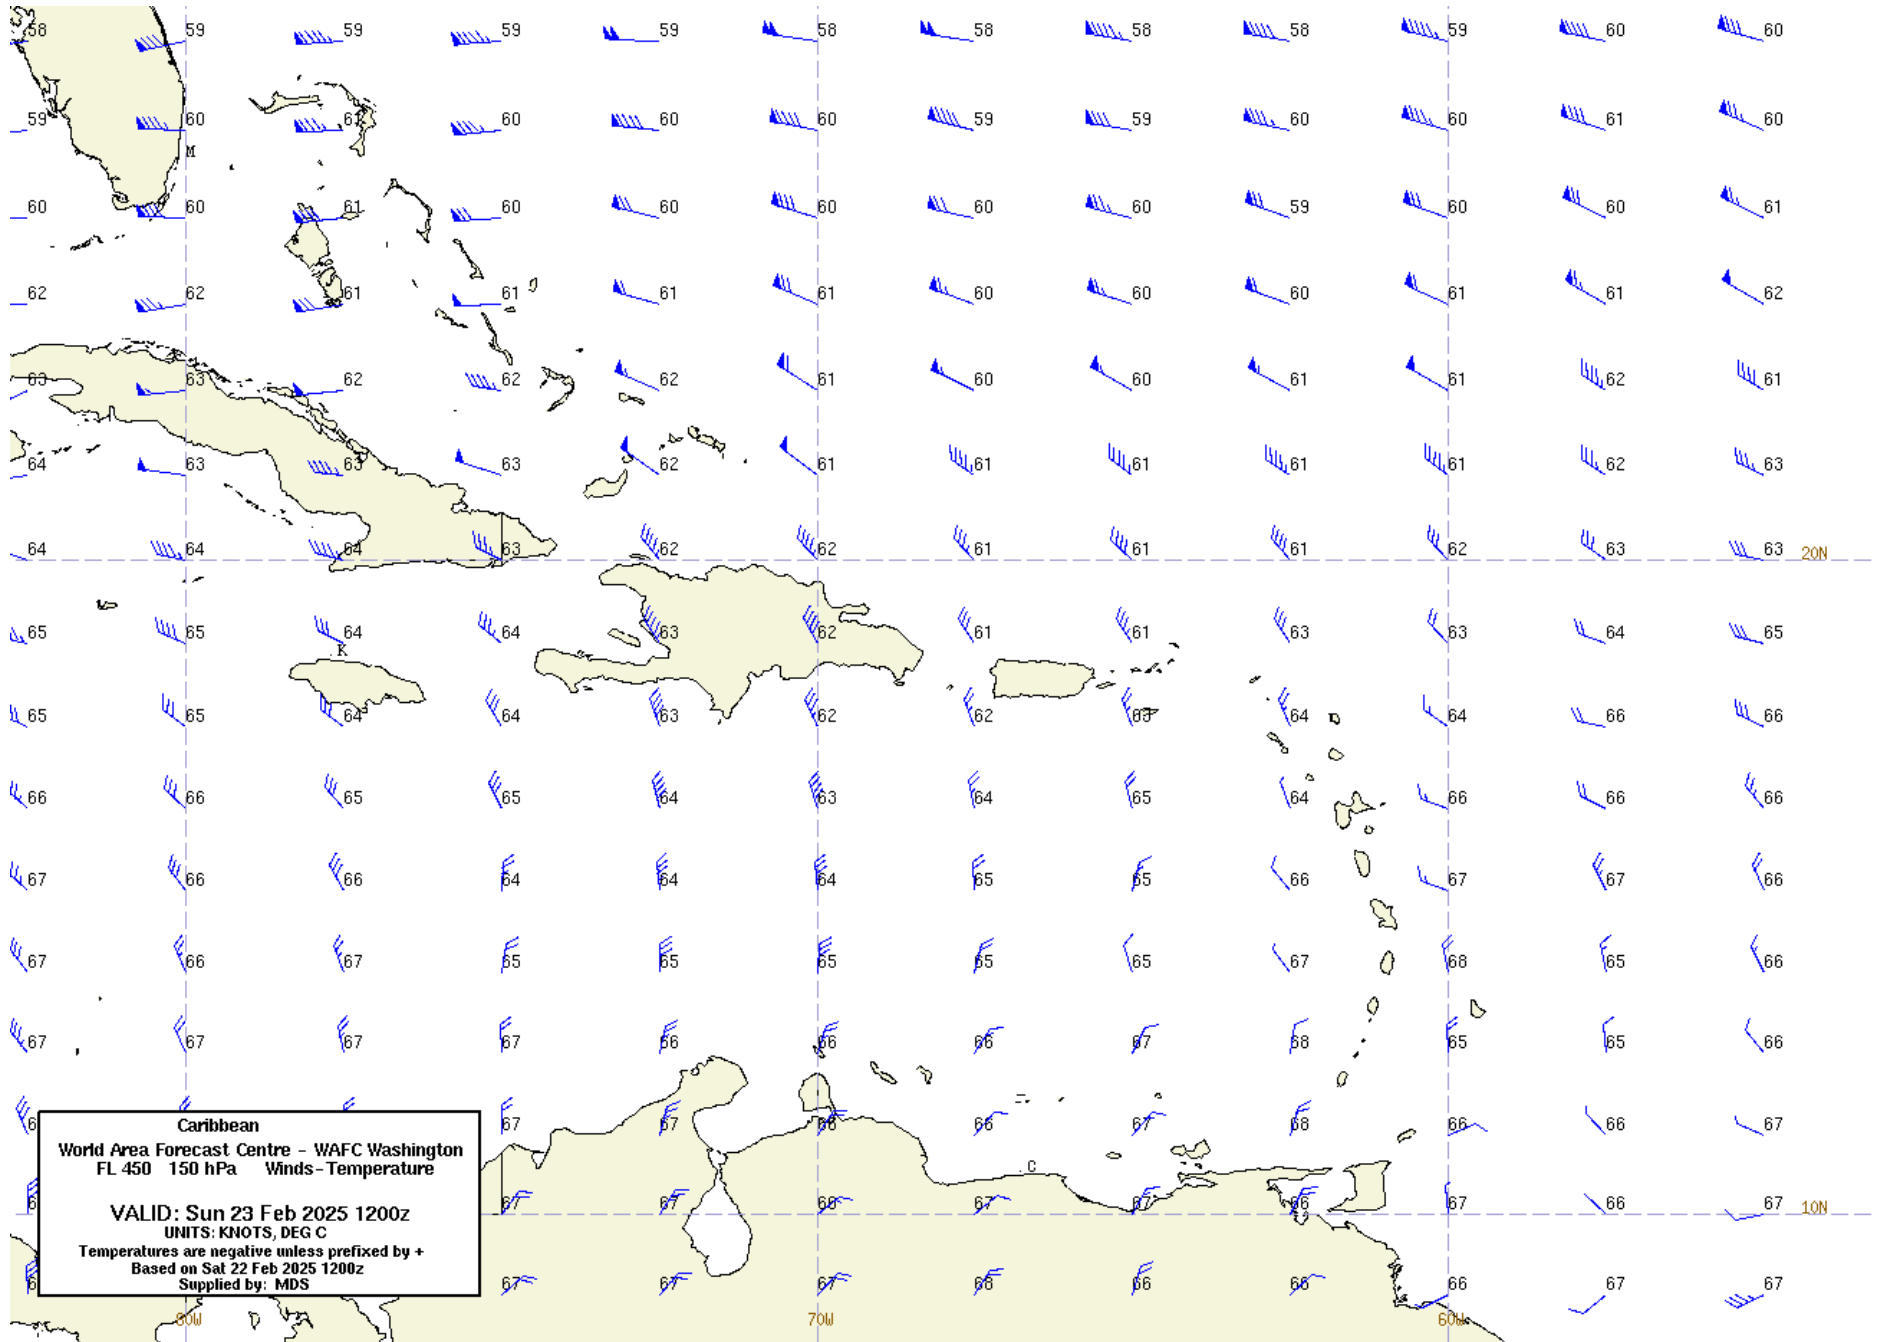 58 59 59 59 59 58 58 58 58 59 60 60
59 60 61 60 60 60 59 59 60 60 61 60
M
60 60 61 60 60 60 60 60 59 60 60 61
62 62 61 61 61 61 60 60 60 61 61 62
63 63 62 62 62 61 60 60 61 61 62 61
64 63 63 63 62 61 61 61 61 61 62 63
64 64 64 63 62 62 61 61 61 62 63 63 20N
65 65 64 64 63 62 61 61 63 63 64 65
K
65 65 64 64 63 62 62 63 64 64 66 66
66 66 65 65 64 63 64 65 64 66 66 66
67 66 66 64 64 64 65 65 66 67 67 66
67 66 67 65 65 65 65 65 67 68 65 66
67 67 67 67 66 66 66 67 68 65 65 66
67 67 68 66 67 68 66 67 67
C
67 67 66 67 67 66 67 66 67 10N
67 67 67 68 66 66 66 67 67
Caribbean
World Area Forecast Centre - WAFC Washington
FL 450 150 hPa Winds-Temperature
VALID: Sun 23 Feb 2025 1200z
UNITS: KNOTS, DEG C
Temperatures are negative unless prefixed by +
Based on Sat 22 Feb 2025 1200z
Supplied by: MDS
80W 70W 60W